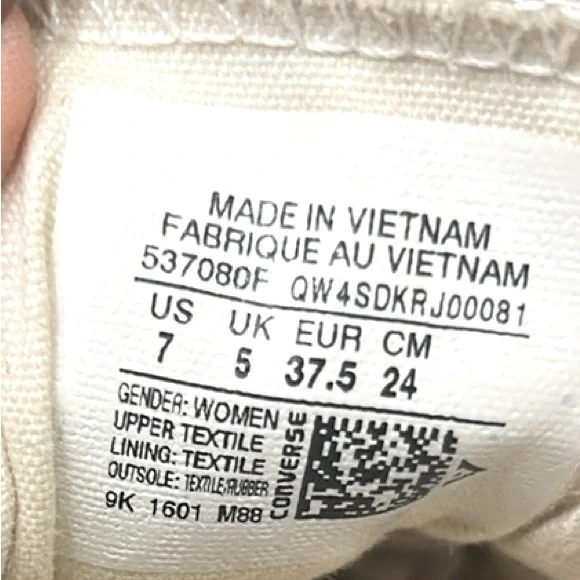 MADE IN VIETNAM
FABRIQUE AU VIETNAM
537080F QW4SDKRJ00081
US UK EUR CM
7 5 37.5 24
GENDER: WOMEN
UPPER TEXTILE
LINING: TEXTILE
OUTSOLE: TEXTILE/RUBBER
9K 1601 M88
CONVERSE